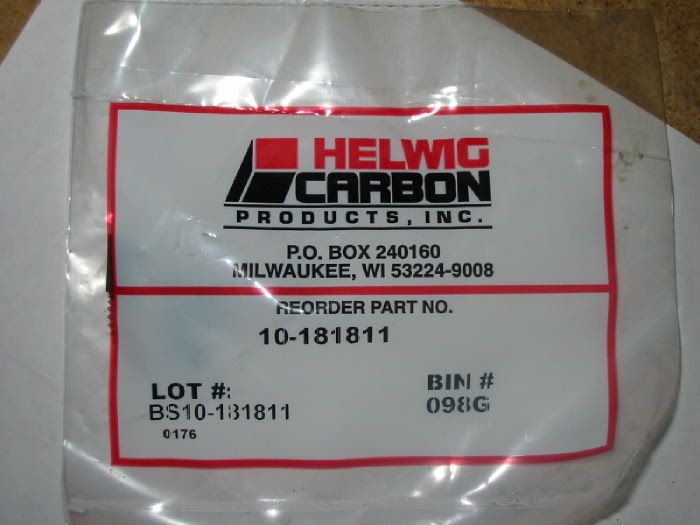 HELWIG
CARBON
PRODUCTS, INC.
P.O. BOX 240160
MILWAUKEE, WI 53224-9008
REORDER PART NO.
10-181811
LOT #:
BS10-181811
0176
BIN #
098G